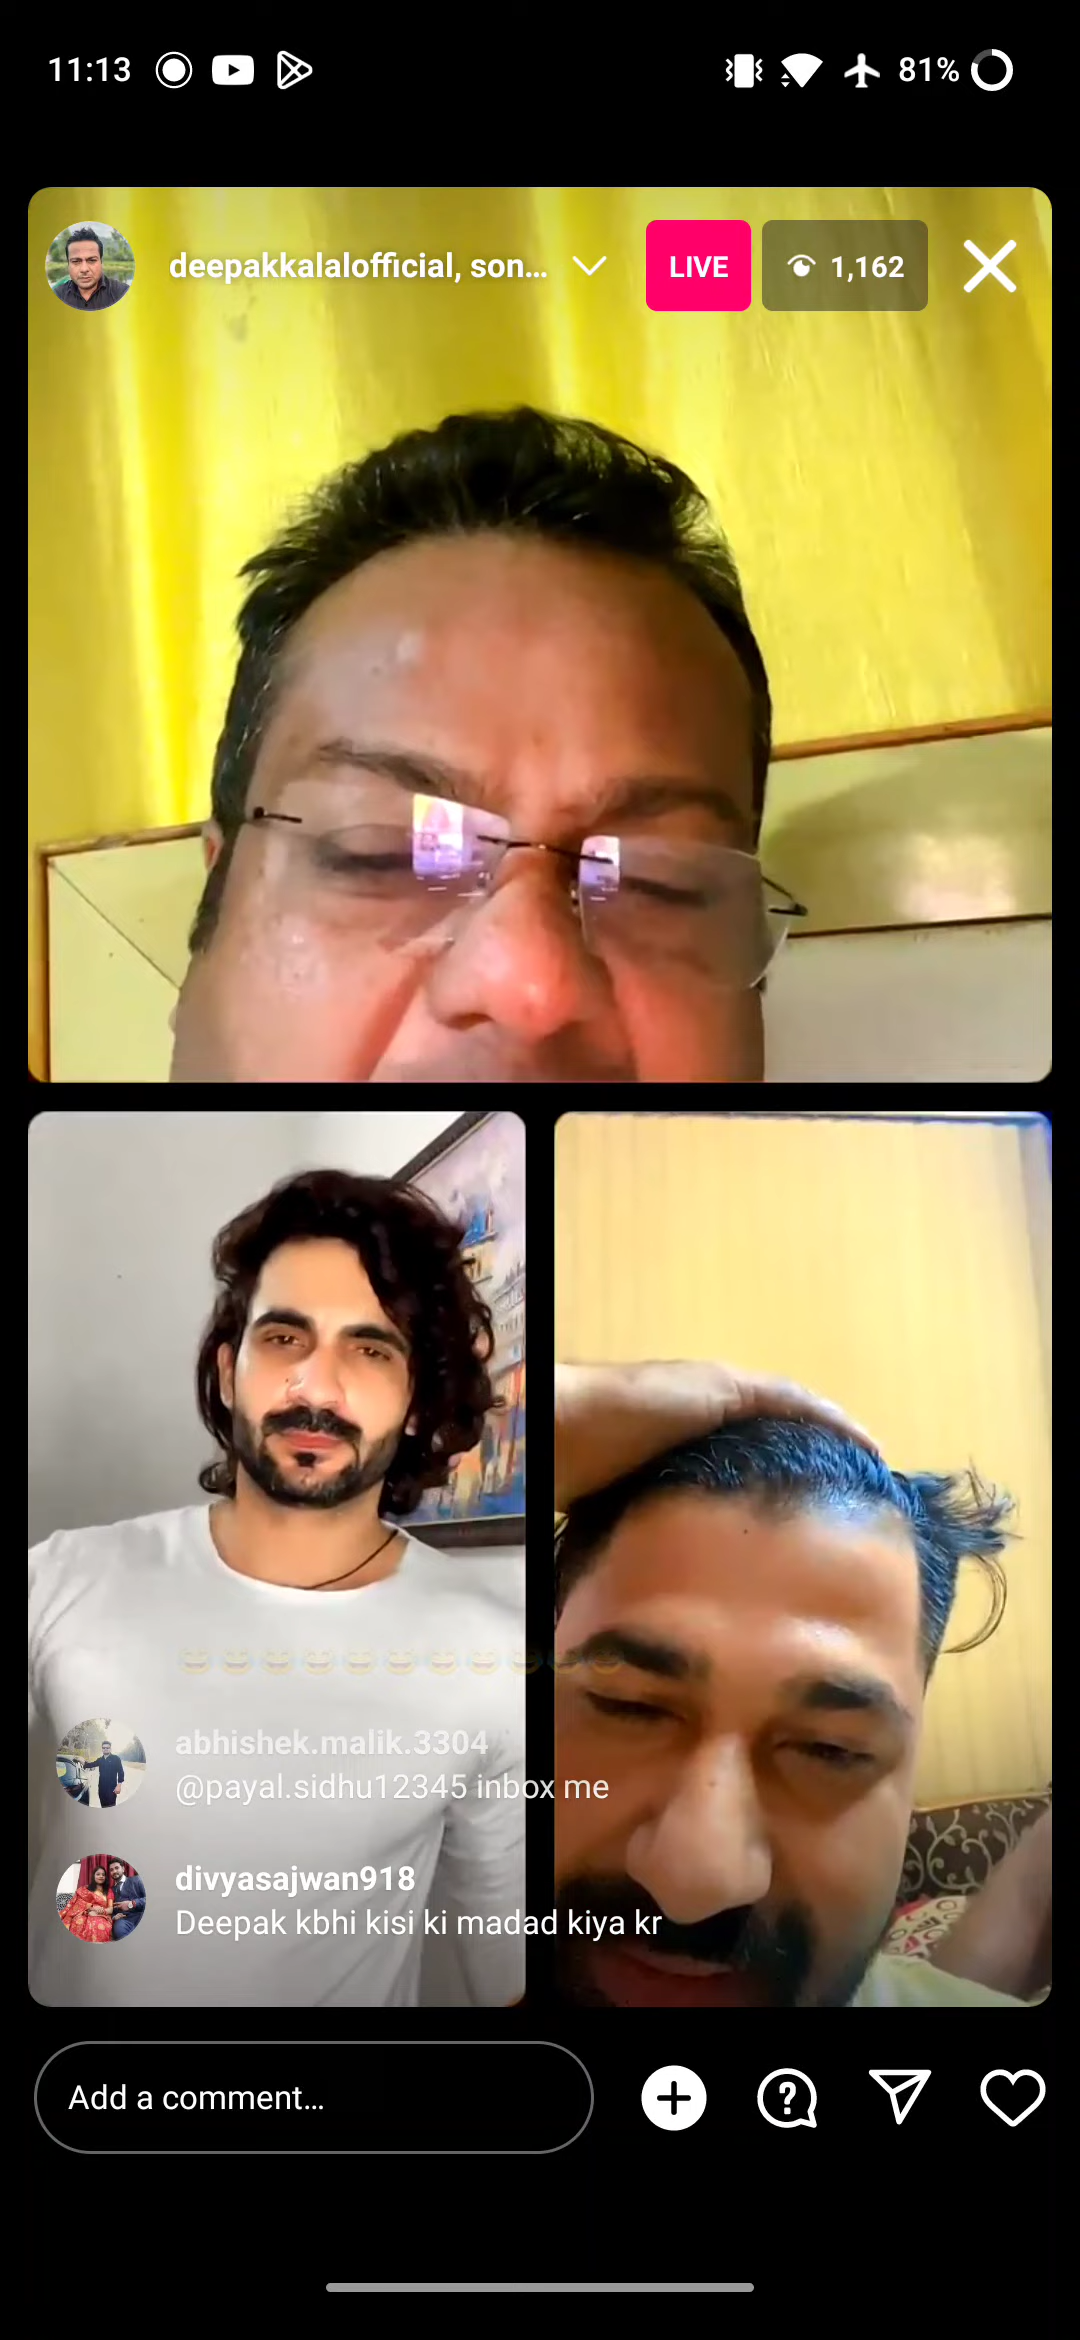 11:13
81%
deepakkalalofficial, son...
LIVE
1,162
abhishek.malik.3304
@payal.sidhu12345 inbox me
divyasajwan918
Deepak kbhi kisi ki madad kiya kr
Add a comment...